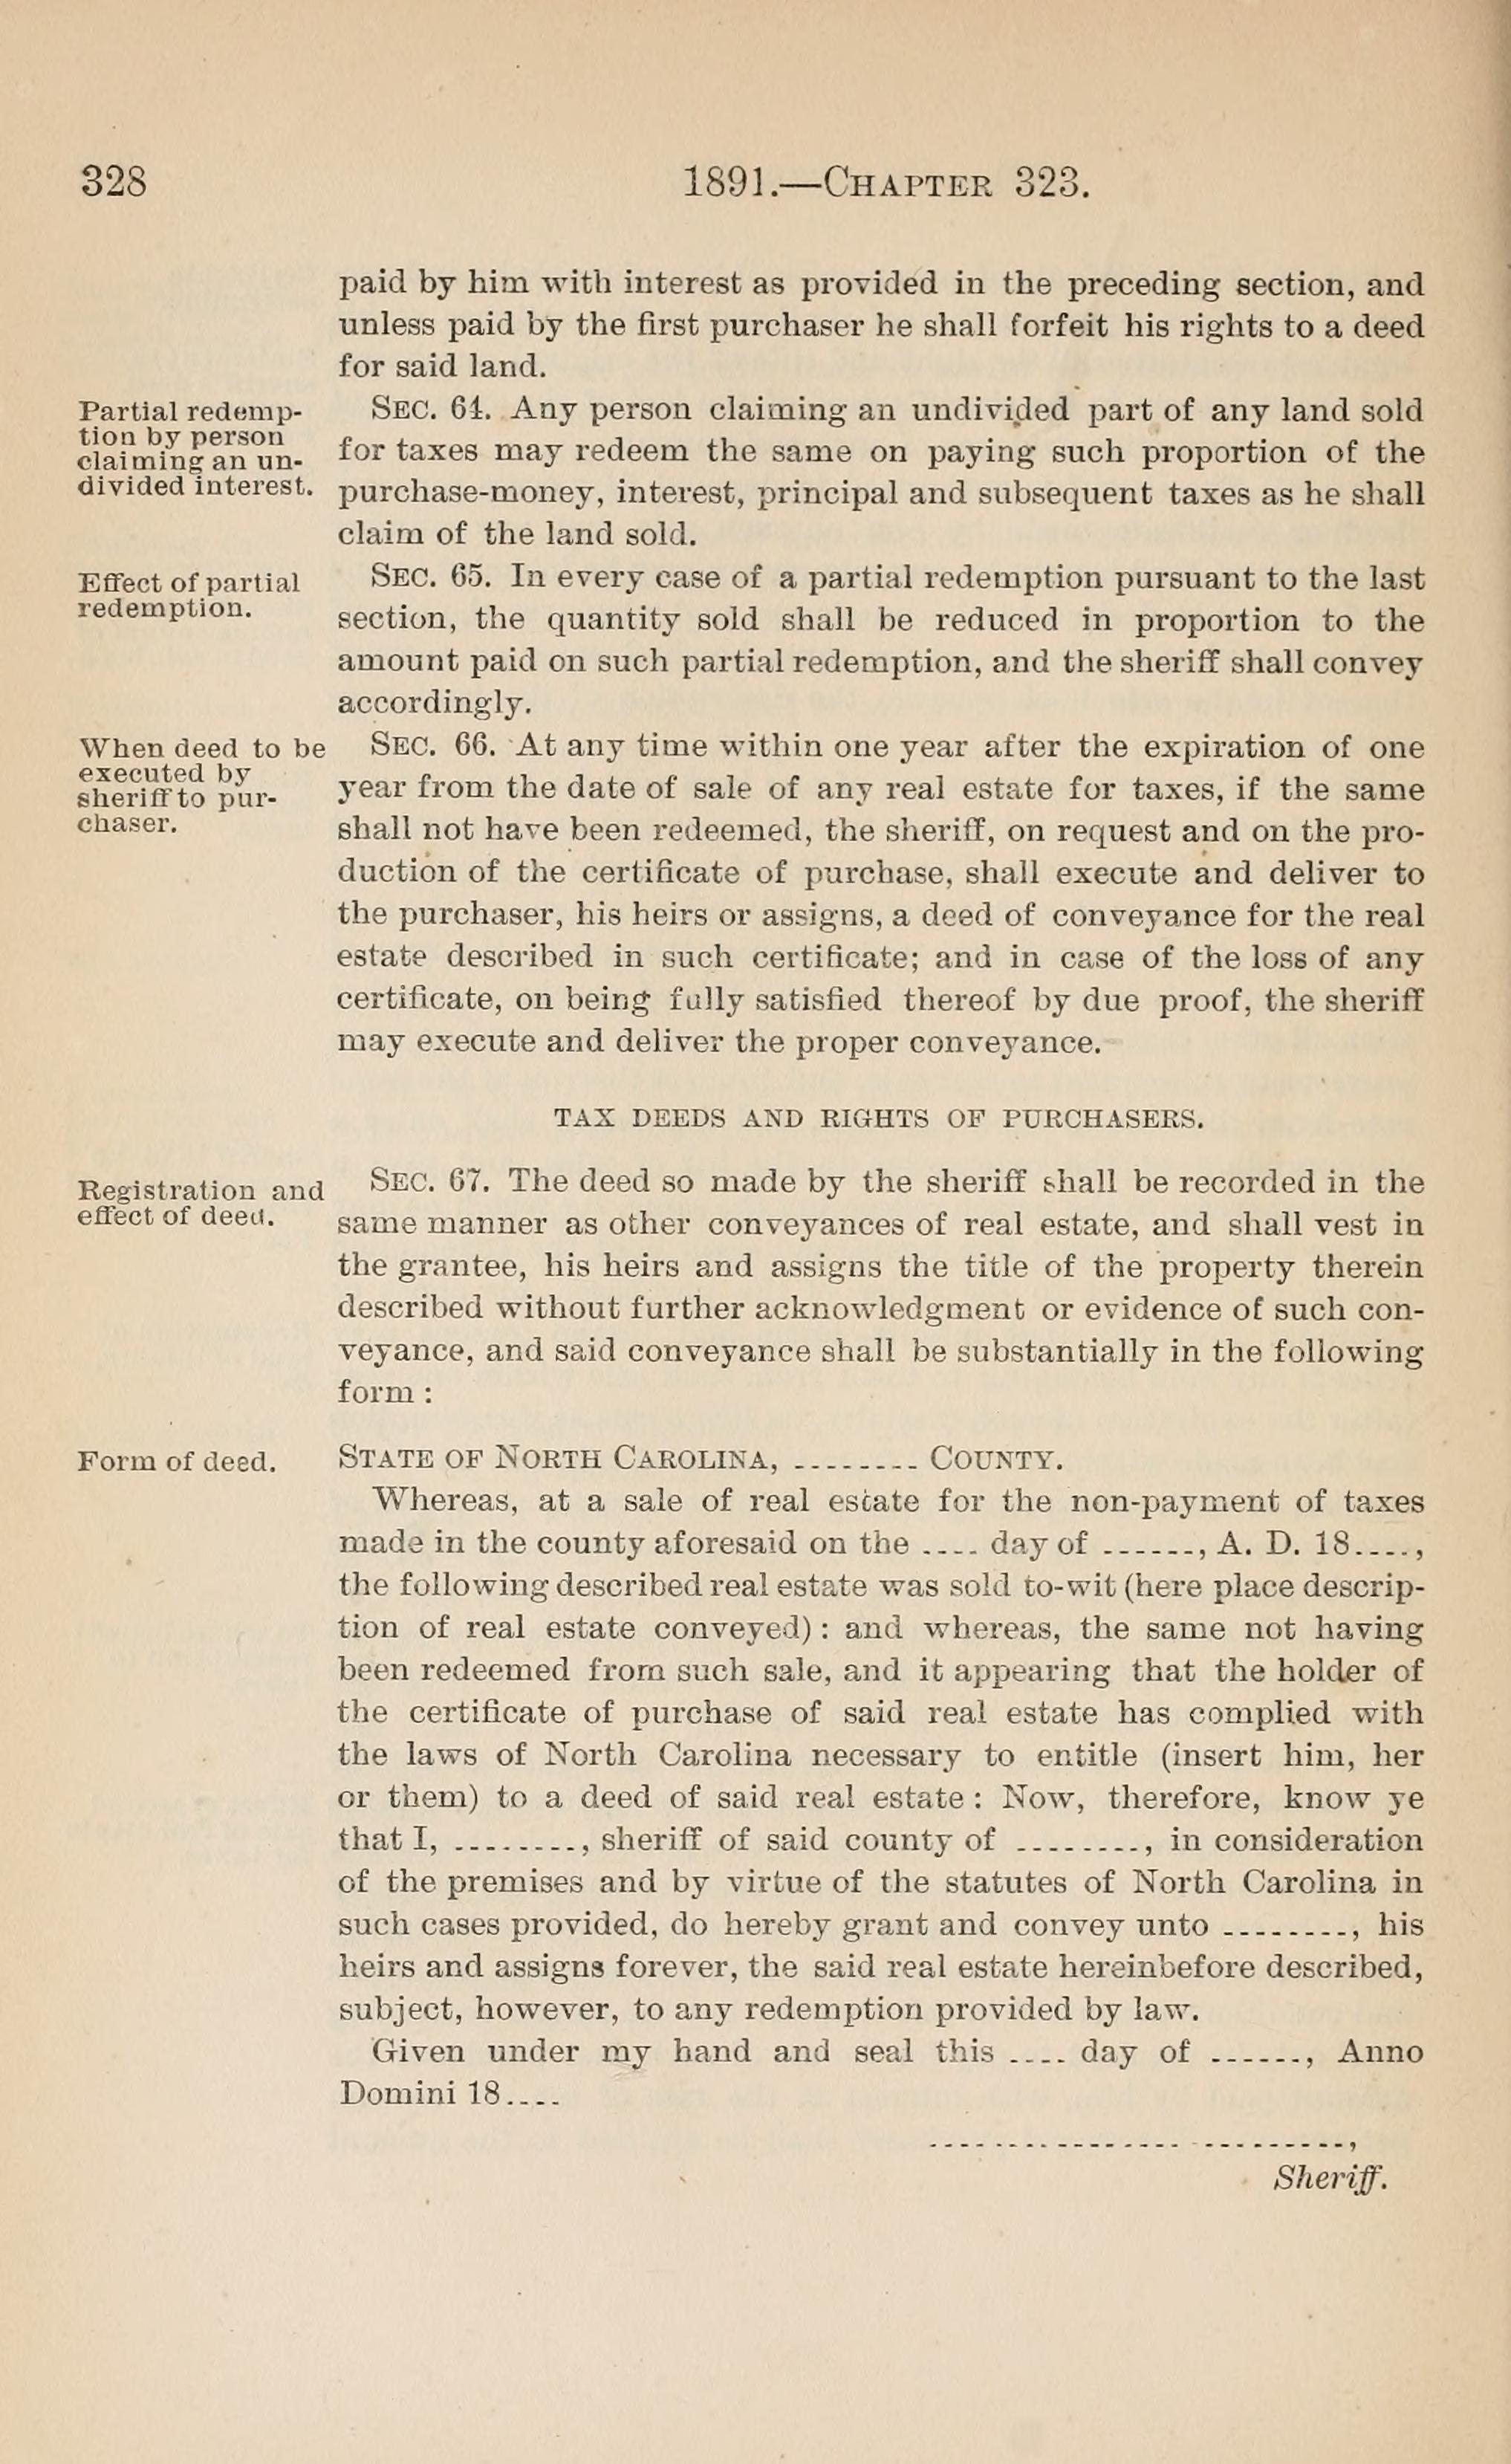 328
1891.—CHAPTER 323.
paid by him with interest as provided in the preceding section, and
unless paid by the first purchaser he shall forfeit his rights to a deed
for said land.
Partial redemp-
tion by person
claiming an un-
divided interest.
SEC. 64. Any person claiming an undivided part of any land sold
for taxes may redeem the same on paying such proportion of the
purchase-money, interest, principal and subsequent taxes as he shall
claim of the land sold.
Effect of partial
redemption.
SEC. 65. In every case of a partial redemption pursuant to the last
section, the quantity sold shall be reduced in proportion to the
amount paid on such partial redemption, and the sheriff shall convey
accordingly.
When deed to be
executed by
sheriff to pur-
chaser.
SEC. 66. At any time within one year after the expiration of one
year from the date of sale of any real estate for taxes, if the same
shall not have been redeemed, the sheriff, on request and on the pro-
duction of the certificate of purchase, shall execute and deliver to
the purchaser, his heirs or assigns, a deed of conveyance for the real
estate described in such certificate; and in case of the loss of any
certificate, on being fully satisfied thereof by due proof, the sheriff
may execute and deliver the proper conveyance.
TAX DEEDS AND RIGHTS OF PURCHASERS.
Registration and
effect of deed.
SEC. 67. The deed so made by the sheriff shall be recorded in the
same manner as other conveyances of real estate, and shall vest in
the grantee, his heirs and assigns the title of the property therein
described without further acknowledgment or evidence of such con-
veyance, and said conveyance shall be substantially in the following
form :
Form of deed.
STATE OF NORTH CAROLINA, -------- COUNTY.
Whereas, at a sale of real estate for the non-payment of taxes
made in the county aforesaid on the ---- day of ------, A. D. 18----,
the following described real estate was sold to-wit (here place descrip-
tion of real estate conveyed) : and whereas, the same not having
been redeemed from such sale, and it appearing that the holder of
the certificate of purchase of said real estate has complied with
the laws of North Carolina necessary to entitle (insert him, her
or them) to a deed of said real estate : Now, therefore, know ye
that I, --------, sheriff of said county of --------, in consideration
of the premises and by virtue of the statutes of North Carolina in
such cases provided, do hereby grant and convey unto --------, his
heirs and assigns forever, the said real estate hereinbefore described,
subject, however, to any redemption provided by law.
Given under my hand and seal this ---- day of ------, Anno
Domini 18----
--------------------------,
Sheriff.